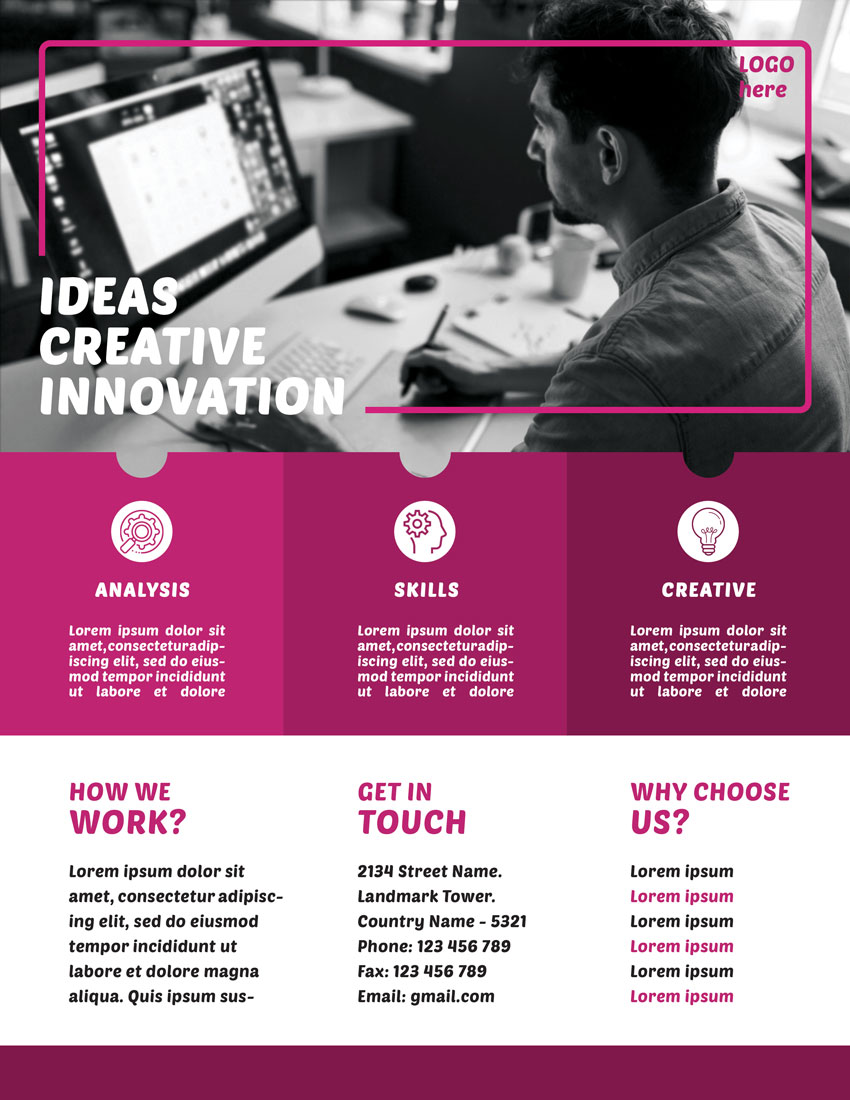 LOGO
here
IDEAS
CREATIVE
INNOVATION
ANALYSIS
Lorem ipsum dolor sit
amet,consecteturadip-
iscing elit, sed do eius-
mod tempor incididunt
ut labore et dolore
SKILLS
Lorem ipsum dolor sit
amet,consecteturadip-
iscing elit, sed do eius-
mod tempor incididunt
ut labore et dolore
CREATIVE
Lorem ipsum dolor sit
amet,consecteturadip-
iscing elit, sed do eius-
mod tempor incididunt
ut labore et dolore
HOW WE
WORK?
Lorem ipsum dolor sit
amet, consectetur adipisc-
ing elit, sed do eiusmod
tempor incididunt ut
labore et dolore magna
aliqua. Quis ipsum sus-
GET IN
TOUCH
2134 Street Name.
Landmark Tower.
Country Name - 5321
Phone: 123 456 789
Fax: 123 456 789
Email: gmail.com
WHY CHOOSE
US?
Lorem ipsum
Lorem ipsum
Lorem ipsum
Lorem ipsum
Lorem ipsum
Lorem ipsum